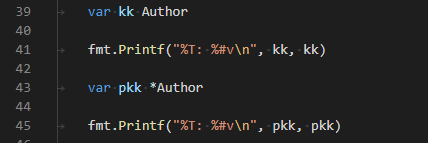 39 var kk Author
40
41 fmt.Printf("%T: %#v\n", kk, kk)
42
43 var pkk *Author
44
45 fmt.Printf("%T: %#v\n", pkk, pkk)